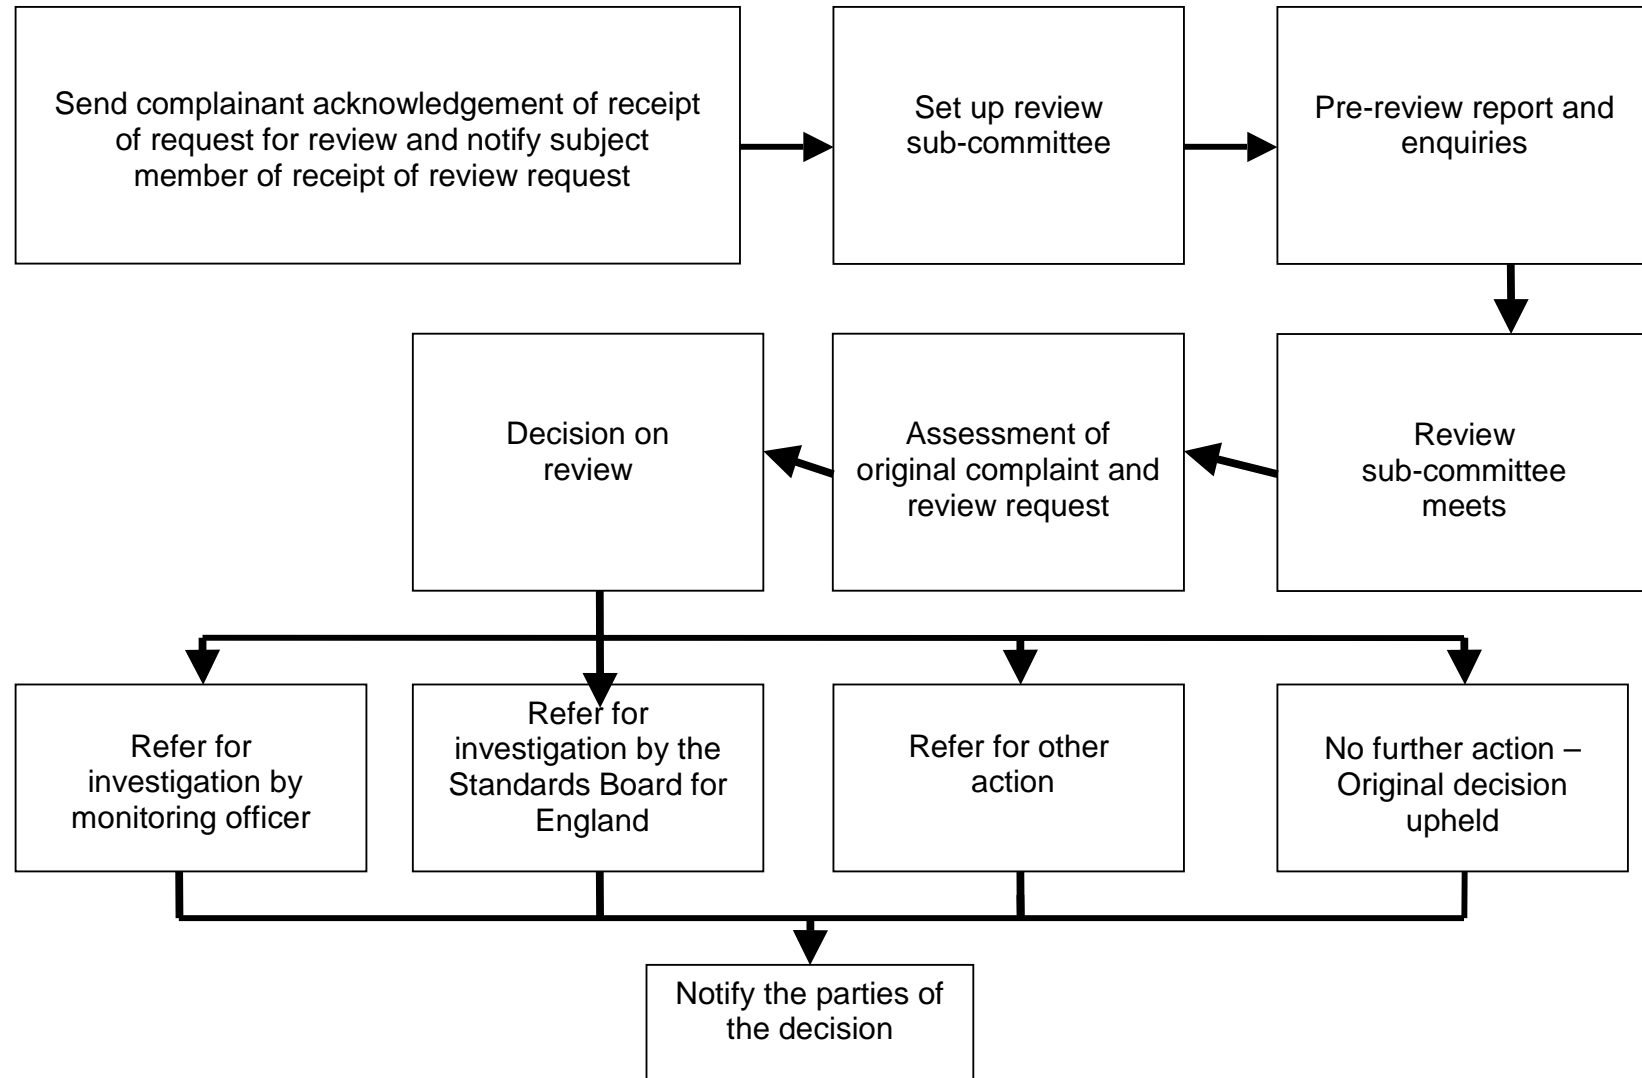 Send complainant acknowledgement of receipt
of request for review and notify subject
member of receipt of review request
Set up review
sub-committee
Pre-review report and
enquiries
Decision on
review
Assessment of
original complaint and
review request
Review
sub-committee
meets
Refer for
investigation by
monitoring officer
Refer for
investigation by the
Standards Board for
England
Refer for other
action
No further action –
Original decision
upheld
Notify the parties of
the decision